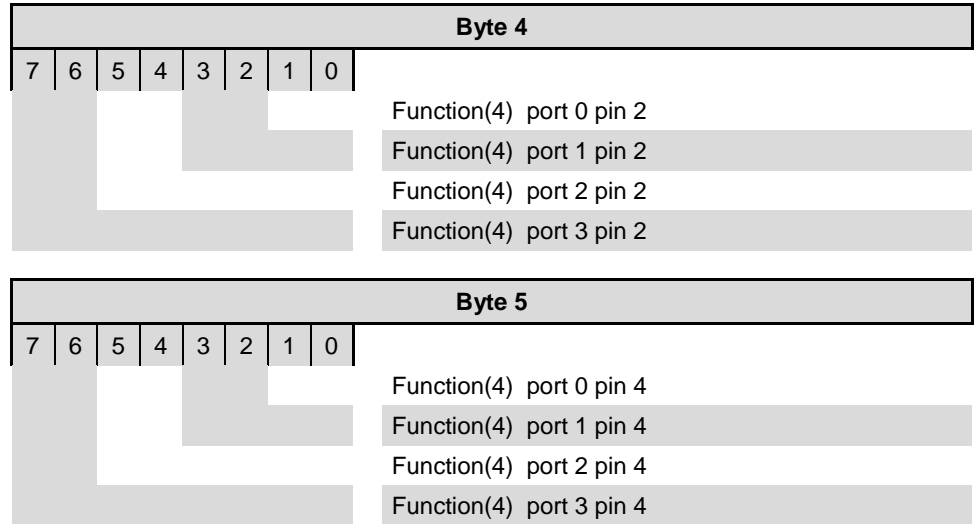 Byte 4
7 6 5 4 3 2 1 0
Function(4) port 0 pin 2
Function(4) port 1 pin 2
Function(4) port 2 pin 2
Function(4) port 3 pin 2
Byte 5
7 6 5 4 3 2 1 0
Function(4) port 0 pin 4
Function(4) port 1 pin 4
Function(4) port 2 pin 4
Function(4) port 3 pin 4